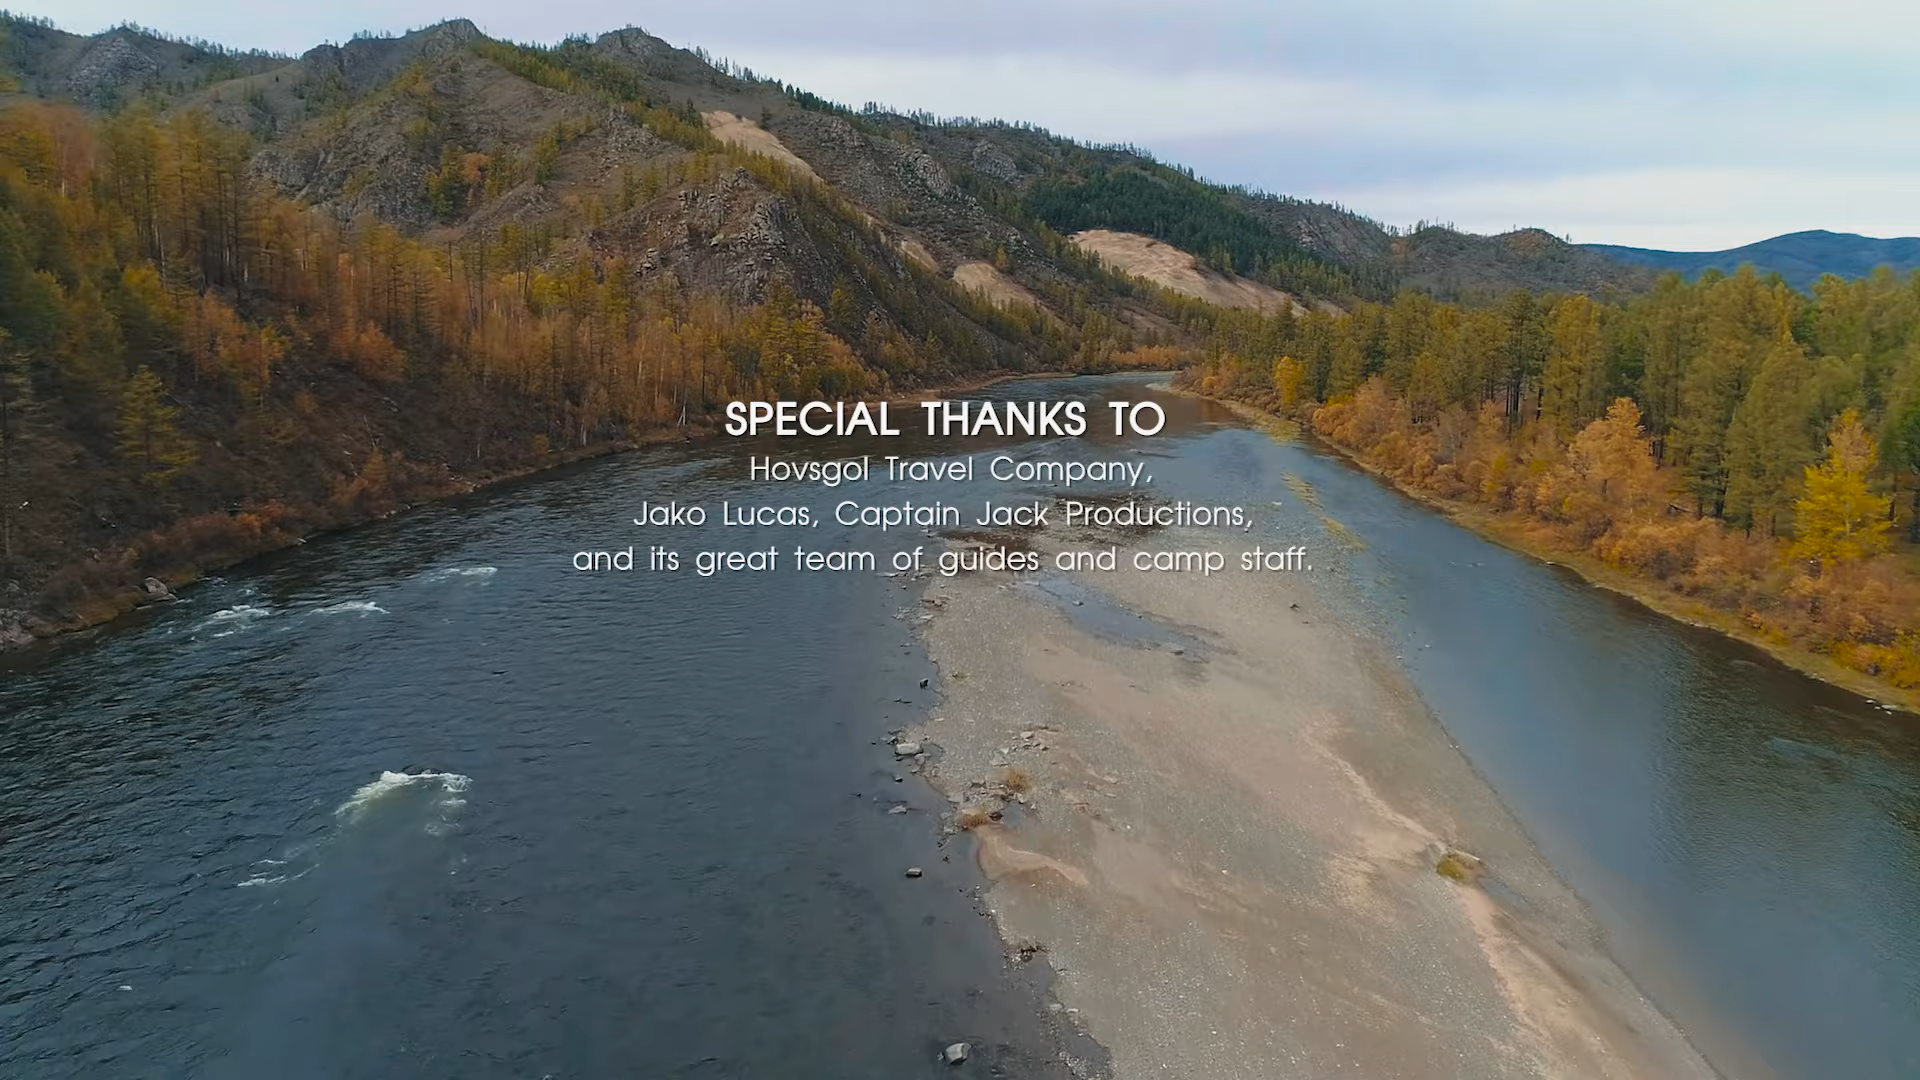 SPECIAL THANKS TO
Hovsgol Travel Company,
Jako Lucas, Captain Jack Productions,
and its great team of guides and camp staff.